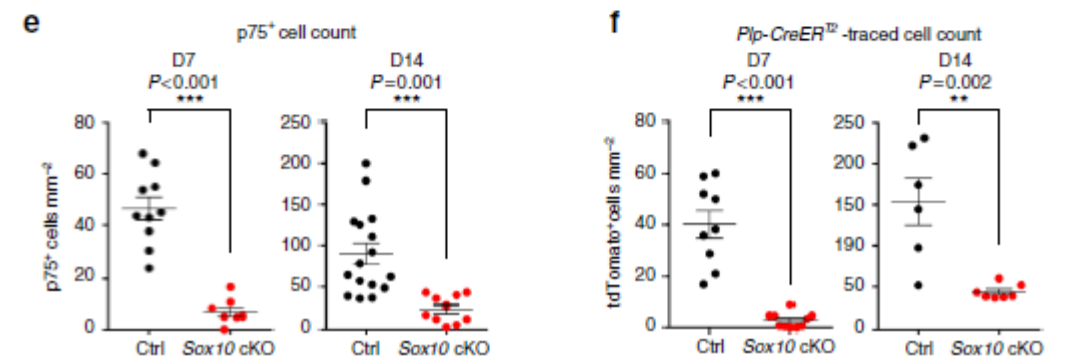 e
p75⁺ cell count
D7
P<0.001
***
D14
P=0.001
***
p75⁺ cells mm⁻²
80
60
40
20
0
250
200
150
100
50
0
Ctrl
Sox10 cKO
Ctrl
Sox10 cKO
f
Plp-CreERᵀ² -traced cell count
D7
P<0.001
***
D14
P=0.002
**
tdTomato⁺cells mm⁻²
80
60
40
20
0
250
200
150
190
50
0
Ctrl
Sox10 cKO
Ctrl
Sox10 cKO